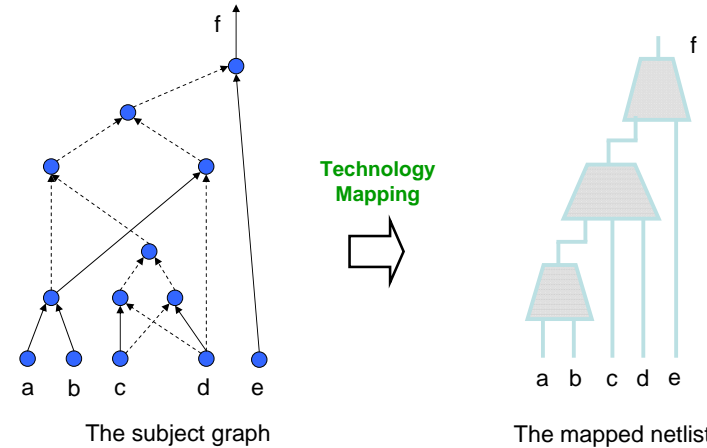 f
f
Technology
Mapping
a b c d e
a b c d e
The subject graph
The mapped netlist